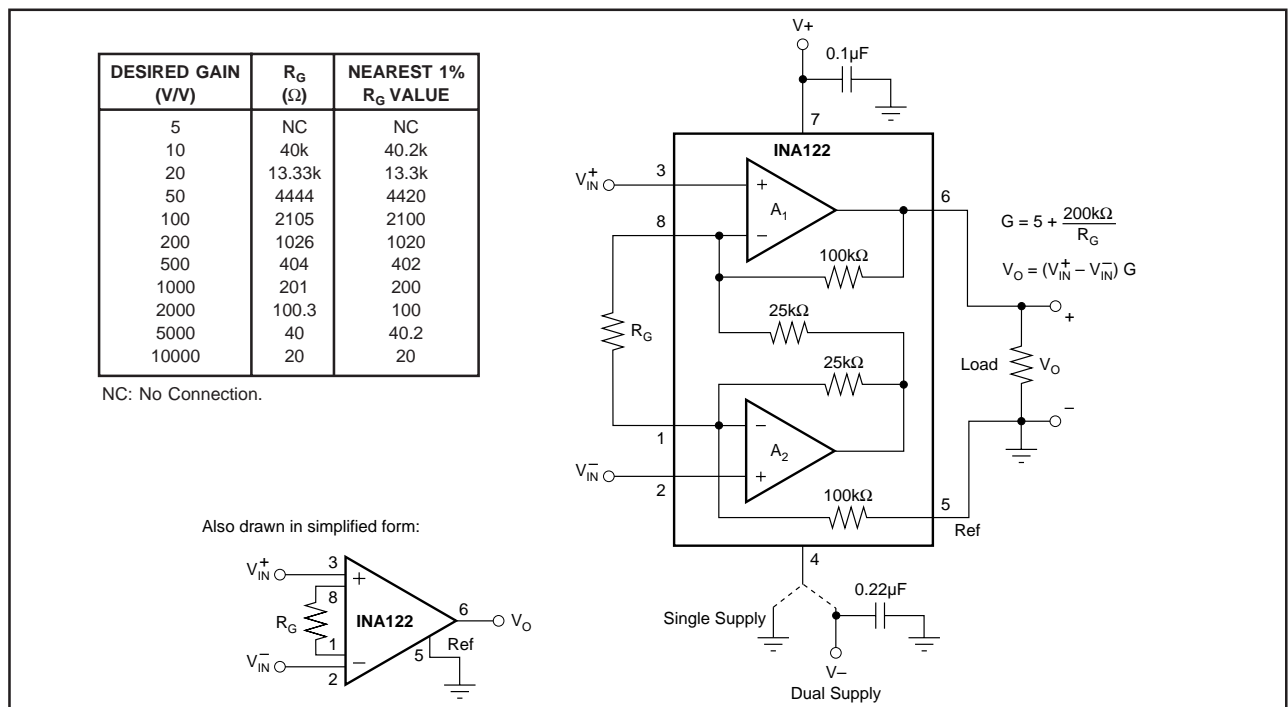 DESIRED GAIN (V/V) | R_G (Ω) | NEAREST 1% R_G VALUE
5 NC NC
10 40k 40.2k
20 13.33k 13.3k
50 4444 4420
100 2105 2100
200 1026 1020
500 404 402
1000 201 200
2000 100.3 100
5000 40 40.2
10000 20 20
NC: No Connection.
V+
0.1µF
7
INA122
V_IN^+
3
+
A_1
–
6
8
100kΩ
25kΩ
R_G
25kΩ
1
–
A_2
+
V_IN^–
2
100kΩ
5
Ref
4
Single Supply
0.22µF
V–
Dual Supply
G = 5 + 200kΩ / R_G
V_O = (V_IN^+ – V_IN^–) G
+
Load
V_O
–
Also drawn in simplified form:
V_IN^+
3
+
8
R_G
INA122
6
V_O
1
–
5
Ref
V_IN^–
2